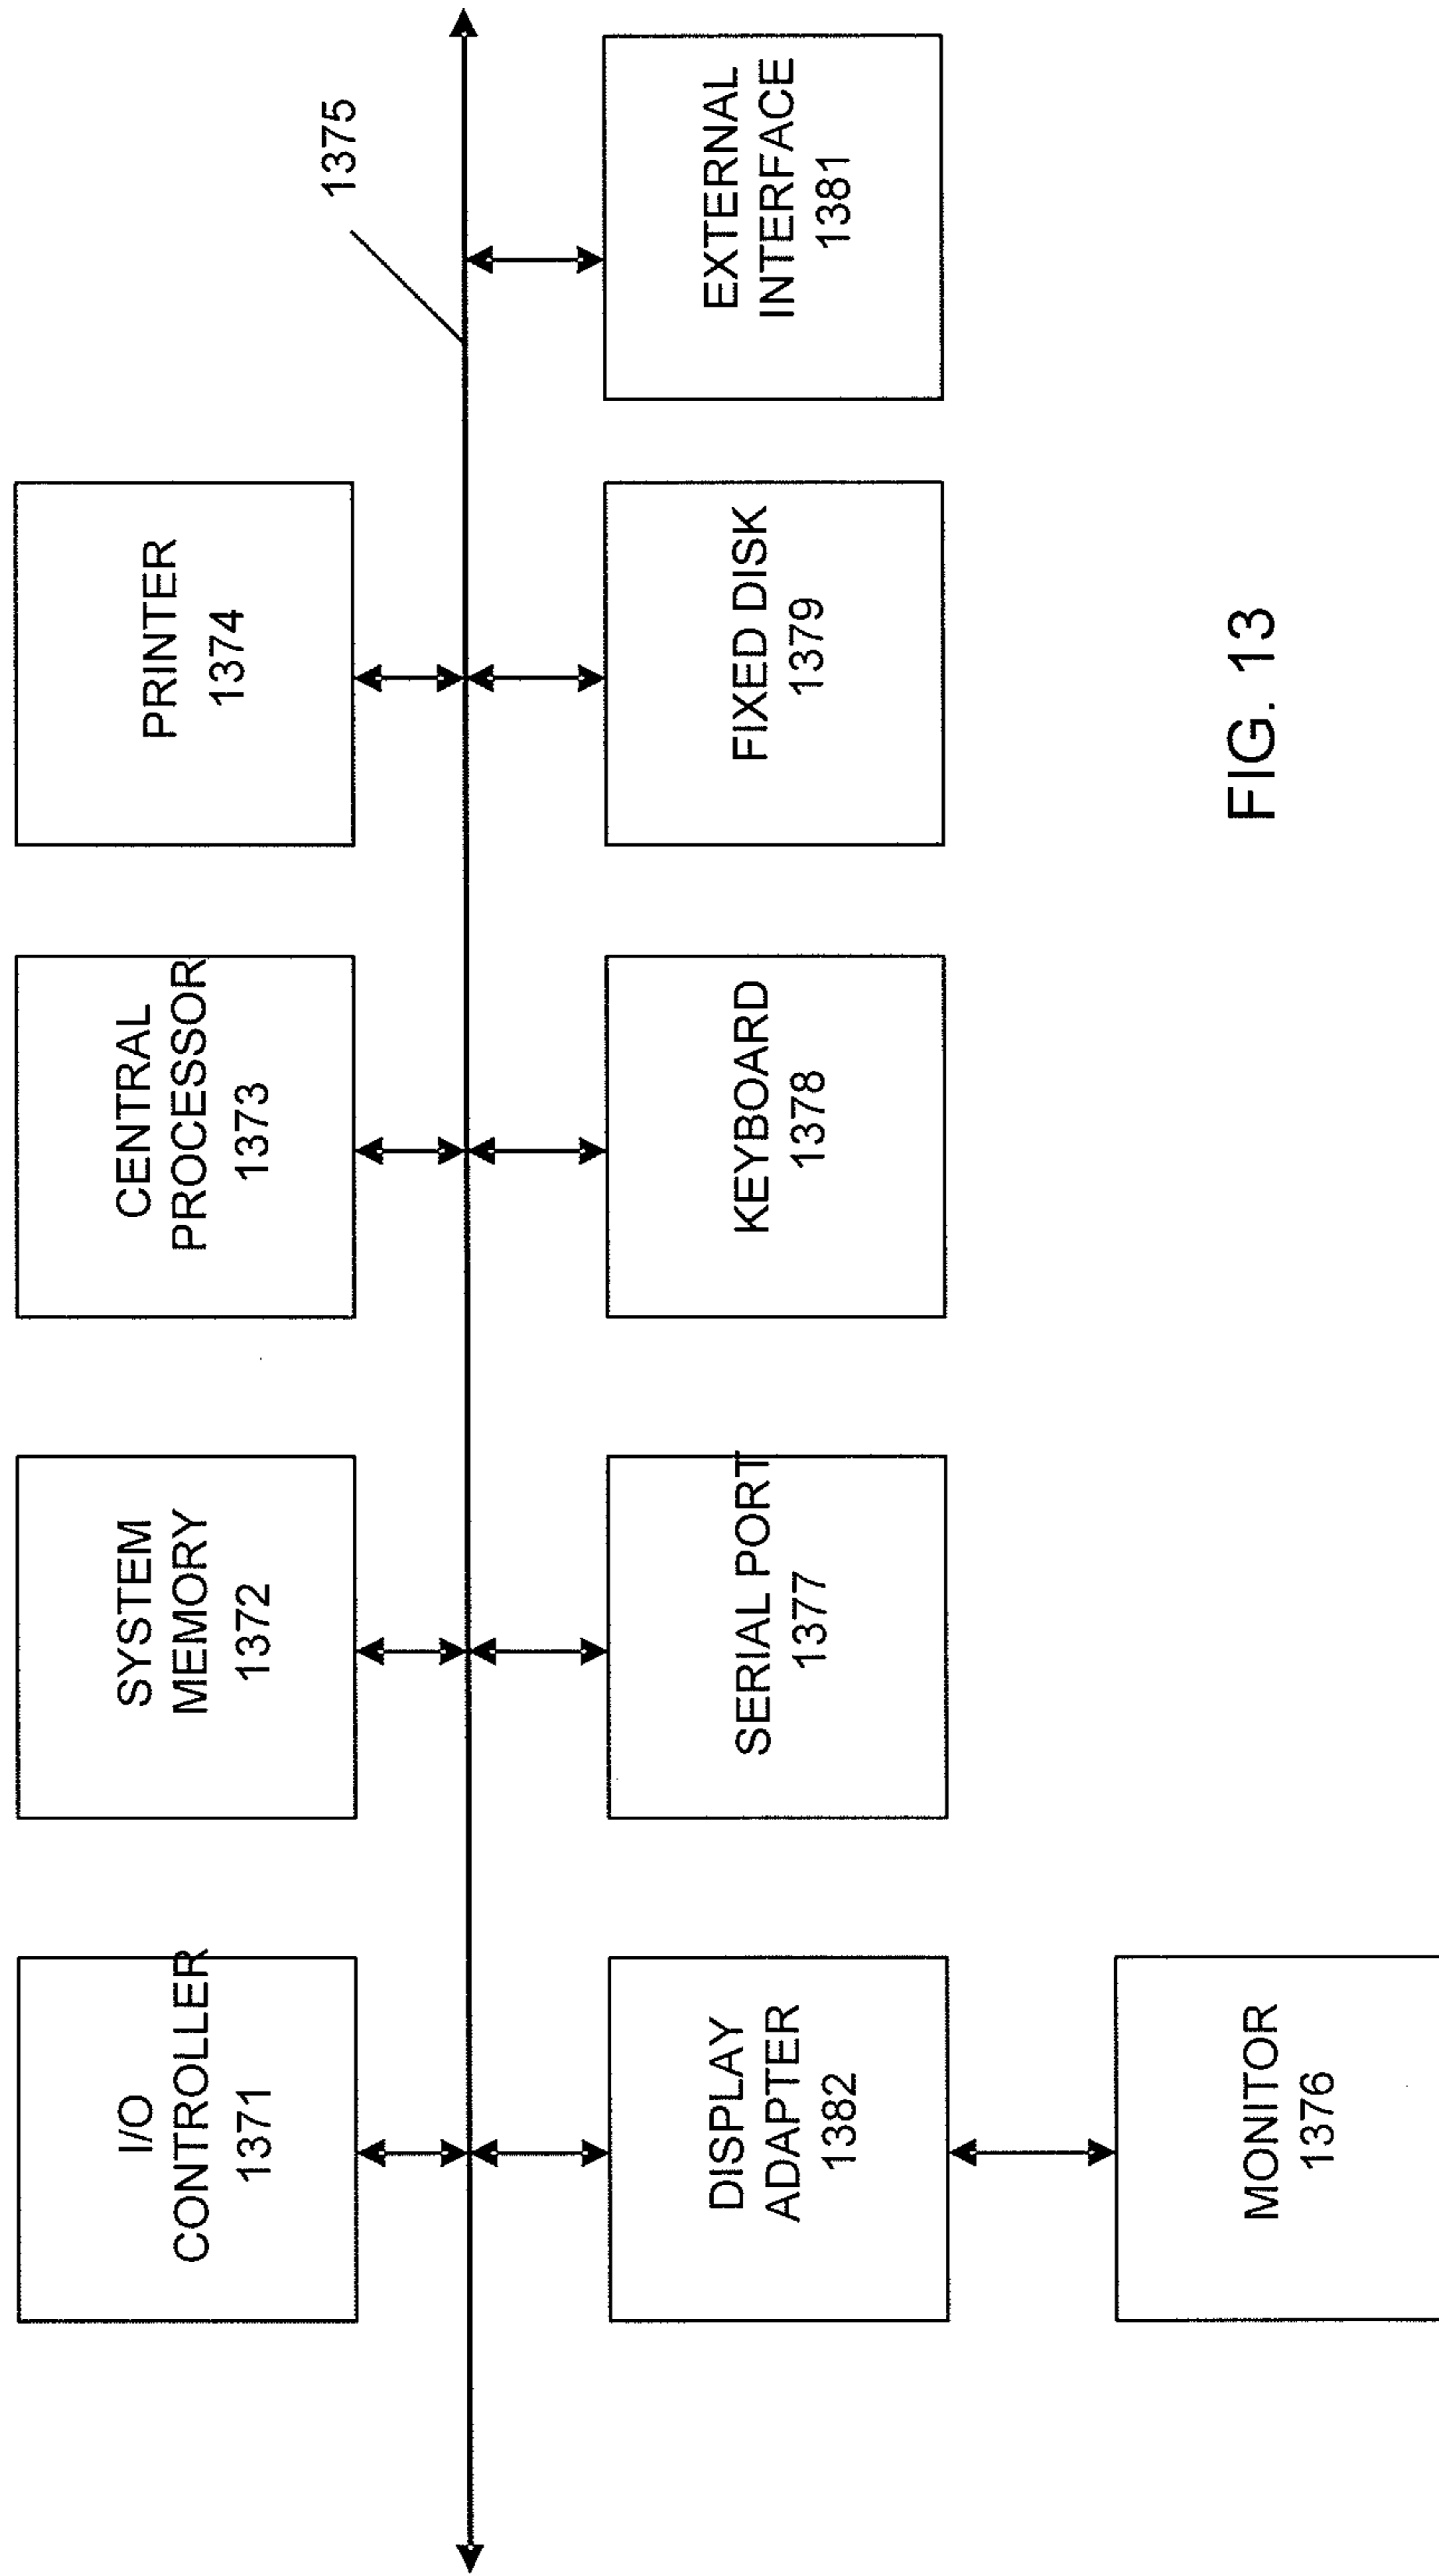 I/O
CONTROLLER
1371
SYSTEM
MEMORY
1372
CENTRAL
PROCESSOR
1373
PRINTER
1374
1375
DISPLAY
ADAPTER
1382
SERIAL PORT
1377
KEYBOARD
1378
FIXED DISK
1379
EXTERNAL
INTERFACE
1381
MONITOR
1376
FIG. 13